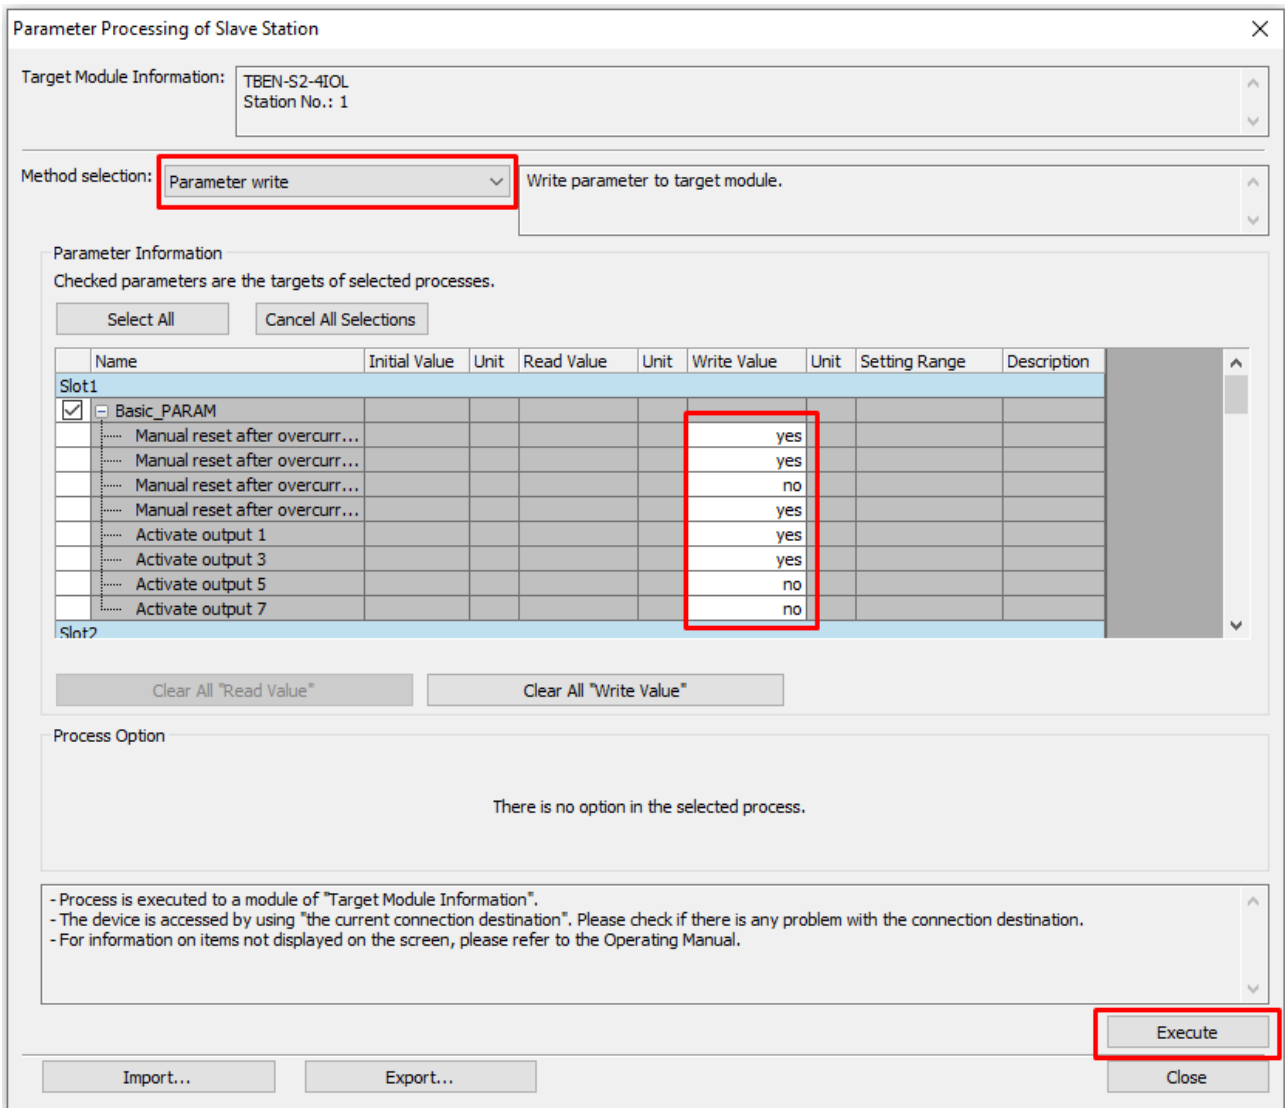 Parameter Processing of Slave Station
Target Module Information:
TBEN-S2-4IOL
Station No.: 1
Method selection:
Parameter write
Write parameter to target module.
Parameter Information
Checked parameters are the targets of selected processes.
Select All
Cancel All Selections
Name Initial Value Unit Read Value Unit Write Value Unit Setting Range Description
Slot1
Basic_PARAM
Manual reset after overcurr... yes
Manual reset after overcurr... yes
Manual reset after overcurr... no
Manual reset after overcurr... yes
Activate output 1 yes
Activate output 3 yes
Activate output 5 no
Activate output 7 no
Slot2
Clear All "Read Value"
Clear All "Write Value"
Process Option
There is no option in the selected process.
- Process is executed to a module of "Target Module Information".
- The device is accessed by using "the current connection destination". Please check if there is any problem with the connection destination.
- For information on items not displayed on the screen, please refer to the Operating Manual.
Execute
Import...
Export...
Close